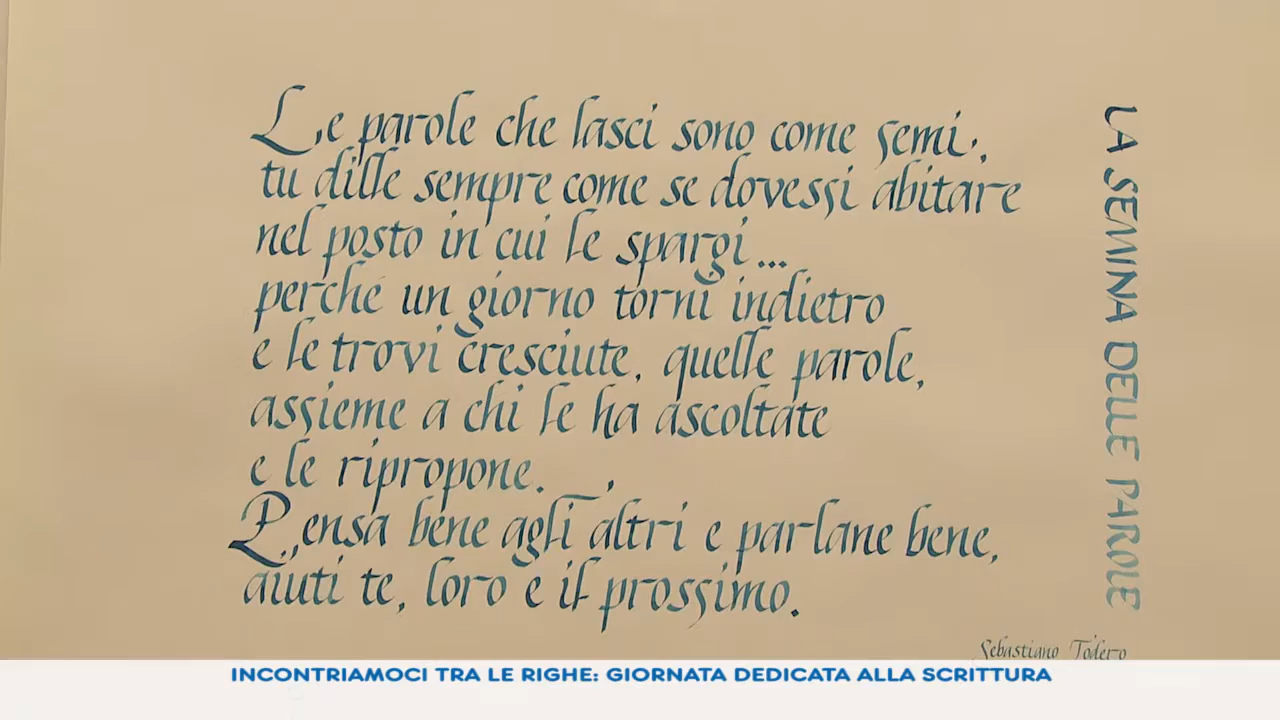 Le parole che lasci sono come semi,
tu dille sempre come se dovessi abitare
nel posto in cui le spargi...
perché un giorno torni indietro
e le trovi cresciute, quelle parole,
assieme a chi le ha ascoltate
e le ripropone.
Pensa bene agli altri e parlane bene,
aiuti te, loro e il prossimo.
LA SEMINA DELLE PAROLE
Sebastiano Todero
INCONTRIAMOCI TRA LE RIGHE: GIORNATA DEDICATA ALLA SCRITTURA